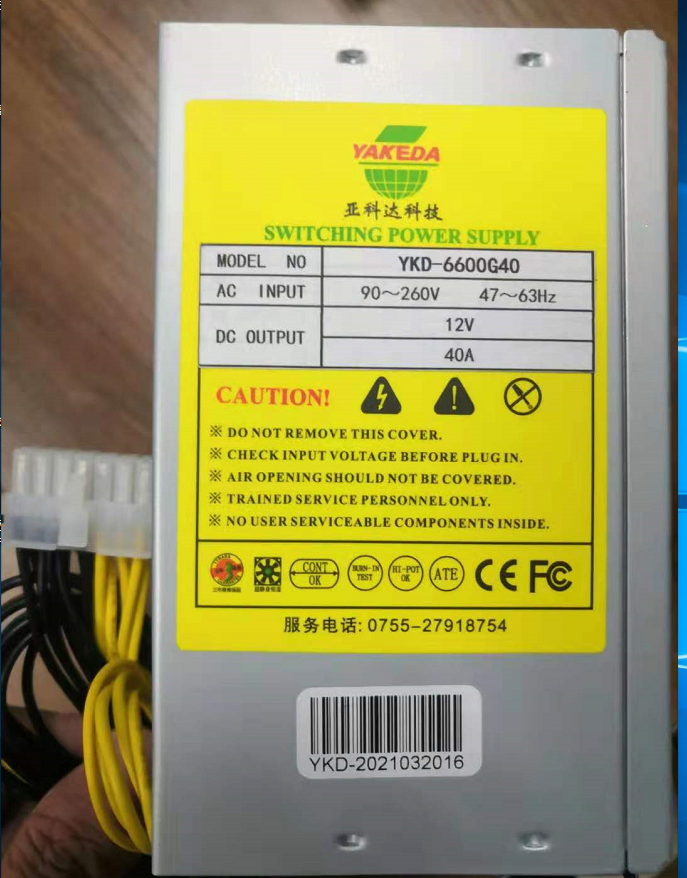 YAKEDA
亚科达科技
SWITCHING POWER SUPPLY
MODEL NO YKD-6600G40
AC INPUT 90~260V 47~63Hz
DC OUTPUT 12V
40A
CAUTION!
※ DO NOT REMOVE THIS COVER.
※ CHECK INPUT VOLTAGE BEFORE PLUG IN.
※ AIR OPENING SHOULD NOT BE COVERED.
※ TRAINED SERVICE PERSONNEL ONLY.
※ NO USER SERVICEABLE COMPONENTS INSIDE.
CONT OK
BURN-IN TEST
HI-POT OK
ATE
CE FC
服务电话: 0755-27918754
YKD-2021032016